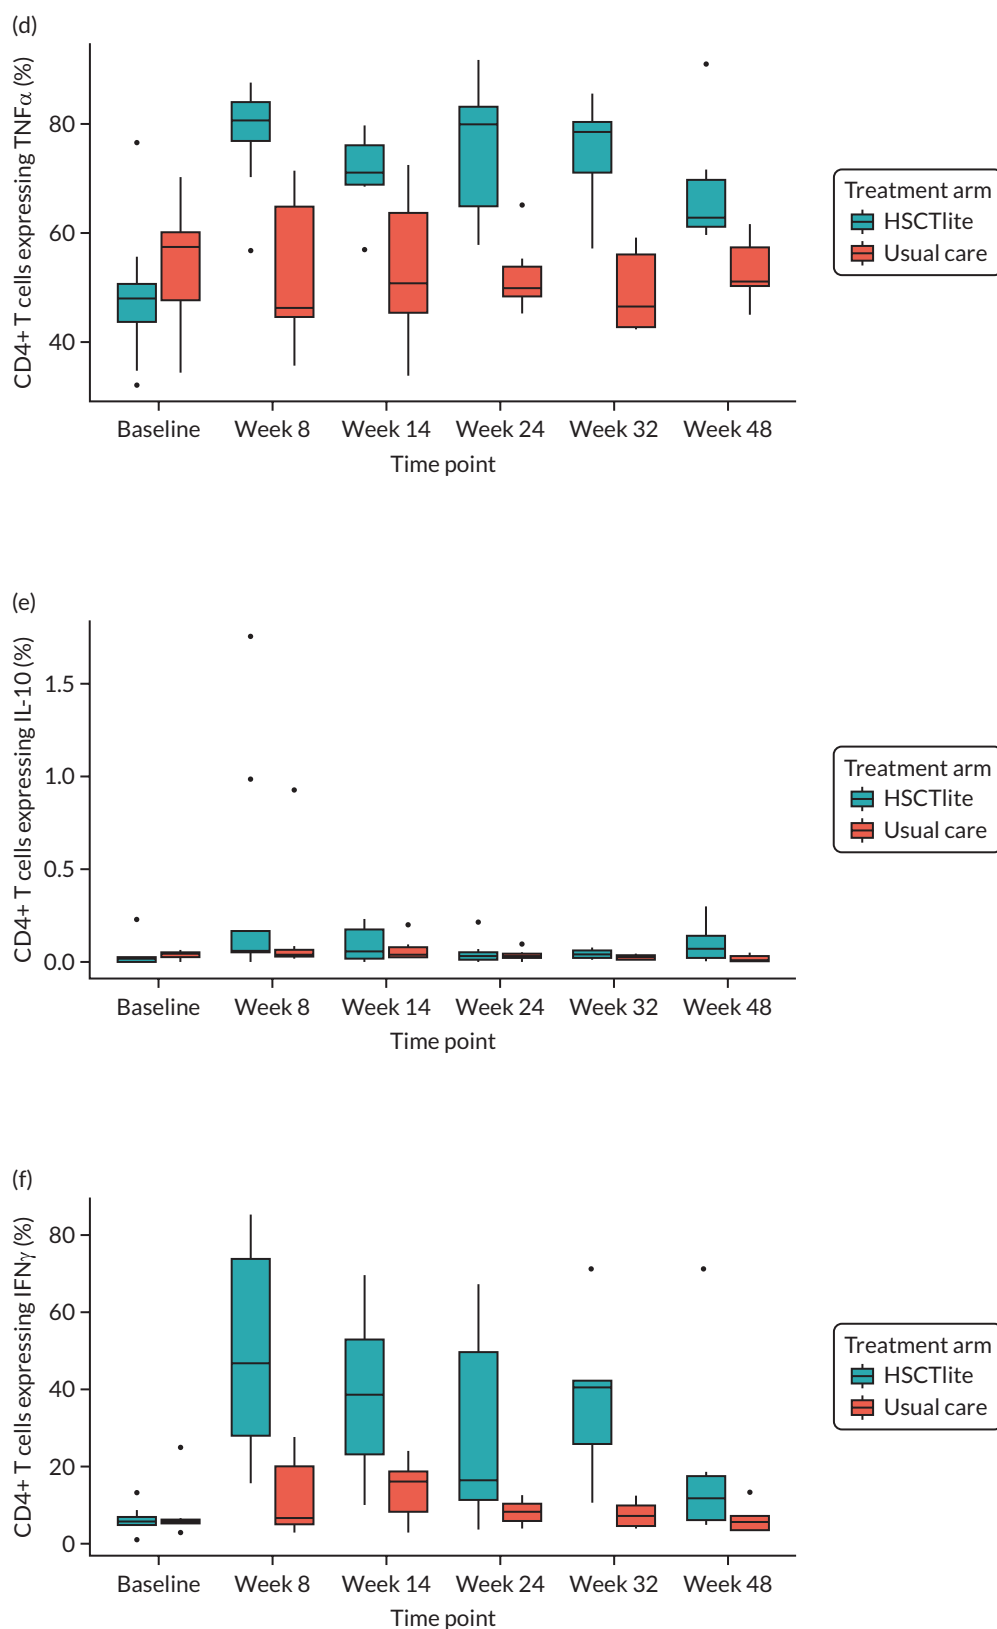 (d)
CD4+ T cells expressing TNFα (%)
80
60
40
Baseline Week 8 Week 14 Week 24 Week 32 Week 48
Time point
Treatment arm
HSCTlite
Usual care
(e)
CD4+ T cells expressing IL-10 (%)
1.5
1.0
0.5
0.0
Baseline Week 8 Week 14 Week 24 Week 32 Week 48
Time point
Treatment arm
HSCTlite
Usual care
(f)
CD4+ T cells expressing IFNγ (%)
80
60
40
20
0
Baseline Week 8 Week 14 Week 24 Week 32 Week 48
Time point
Treatment arm
HSCTlite
Usual care